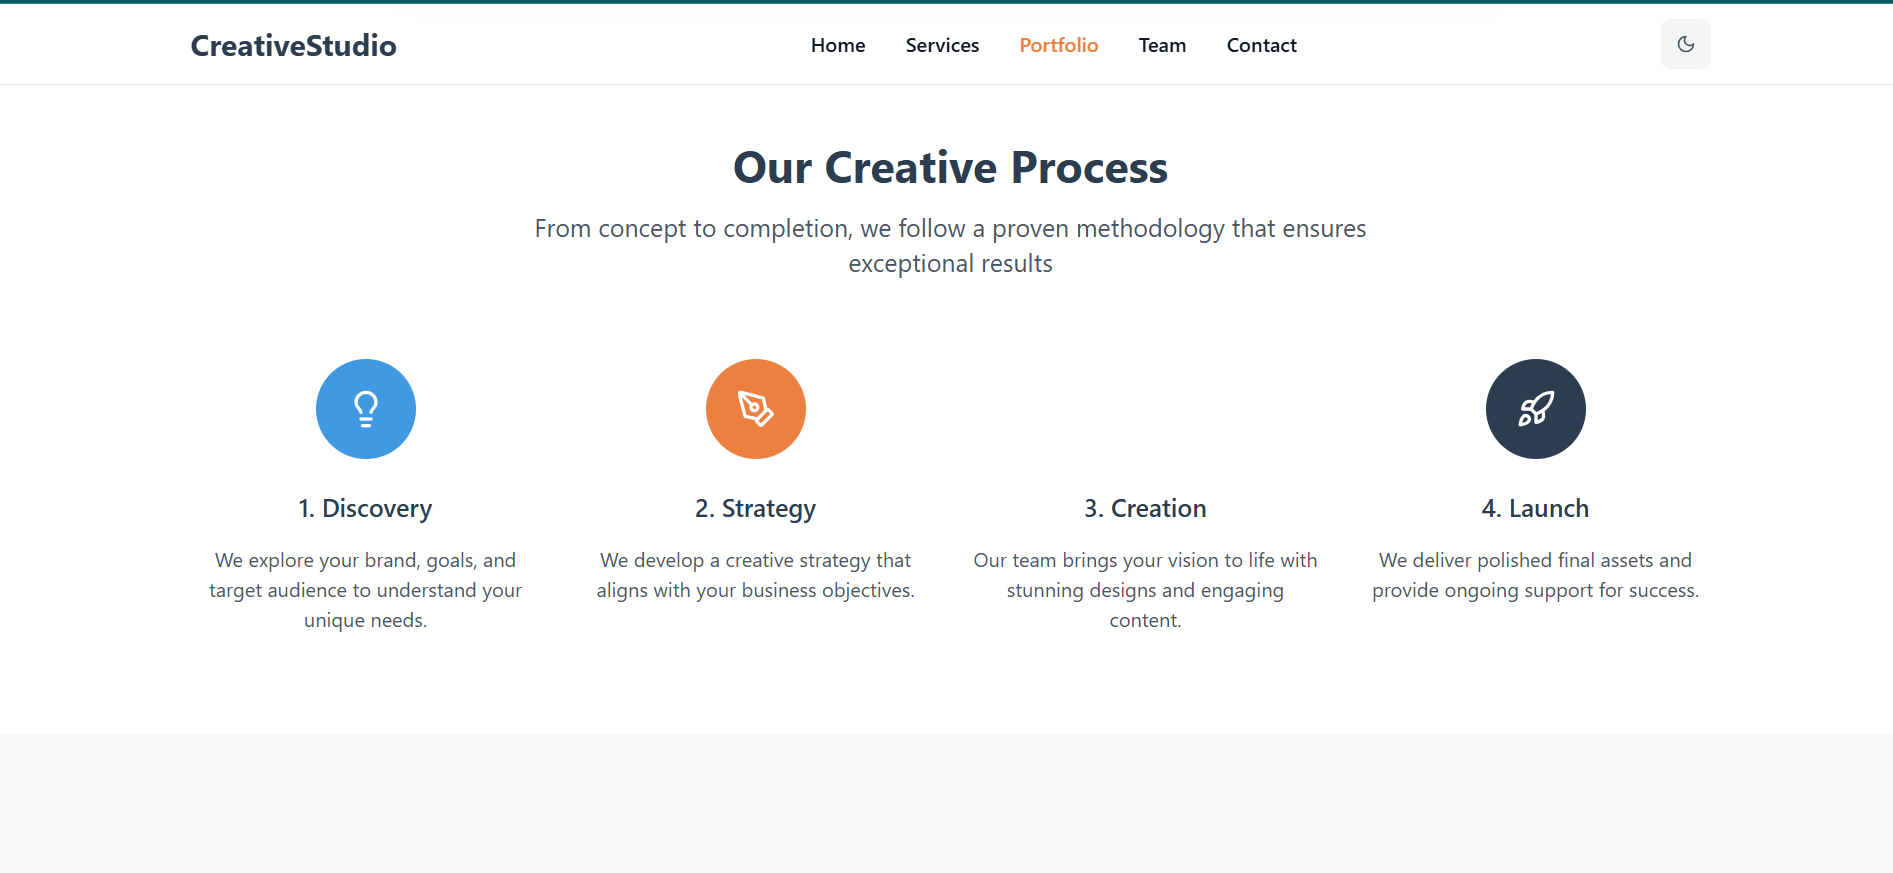 CreativeStudio
Home
Services
Portfolio
Team
Contact
Our Creative Process
From concept to completion, we follow a proven methodology that ensures
exceptional results
1. Discovery
We explore your brand, goals, and
target audience to understand your
unique needs.
2. Strategy
We develop a creative strategy that
aligns with your business objectives.
3. Creation
Our team brings your vision to life with
stunning designs and engaging
content.
4. Launch
We deliver polished final assets and
provide ongoing support for success.